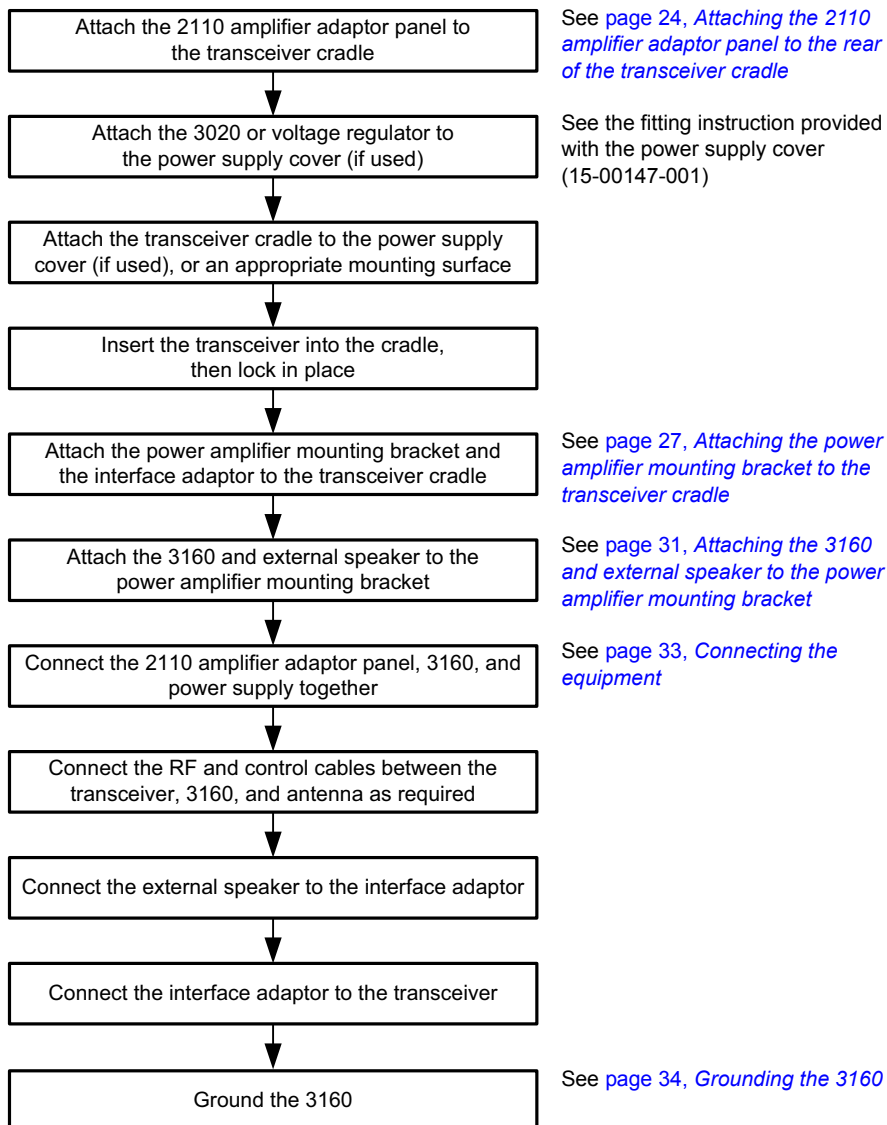 Attach the 2110 amplifier adaptor panel to
the transceiver cradle
See page 24, Attaching the 2110
amplifier adaptor panel to the rear
of the transceiver cradle
Attach the 3020 or voltage regulator to
the power supply cover (if used)
See the fitting instruction provided
with the power supply cover
(15-00147-001)
Attach the transceiver cradle to the power supply
cover (if used), or an appropriate mounting surface
Insert the transceiver into the cradle,
then lock in place
Attach the power amplifier mounting bracket and
the interface adaptor to the transceiver cradle
See page 27, Attaching the power
amplifier mounting bracket to the
transceiver cradle
Attach the 3160 and external speaker to the
power amplifier mounting bracket
See page 31, Attaching the 3160
and external speaker to the power
amplifier mounting bracket
Connect the 2110 amplifier adaptor panel, 3160, and
power supply together
See page 33, Connecting the
equipment
Connect the RF and control cables between the
transceiver, 3160, and antenna as required
Connect the external speaker to the interface adaptor
Connect the interface adaptor to the transceiver
Ground the 3160
See page 34, Grounding the 3160